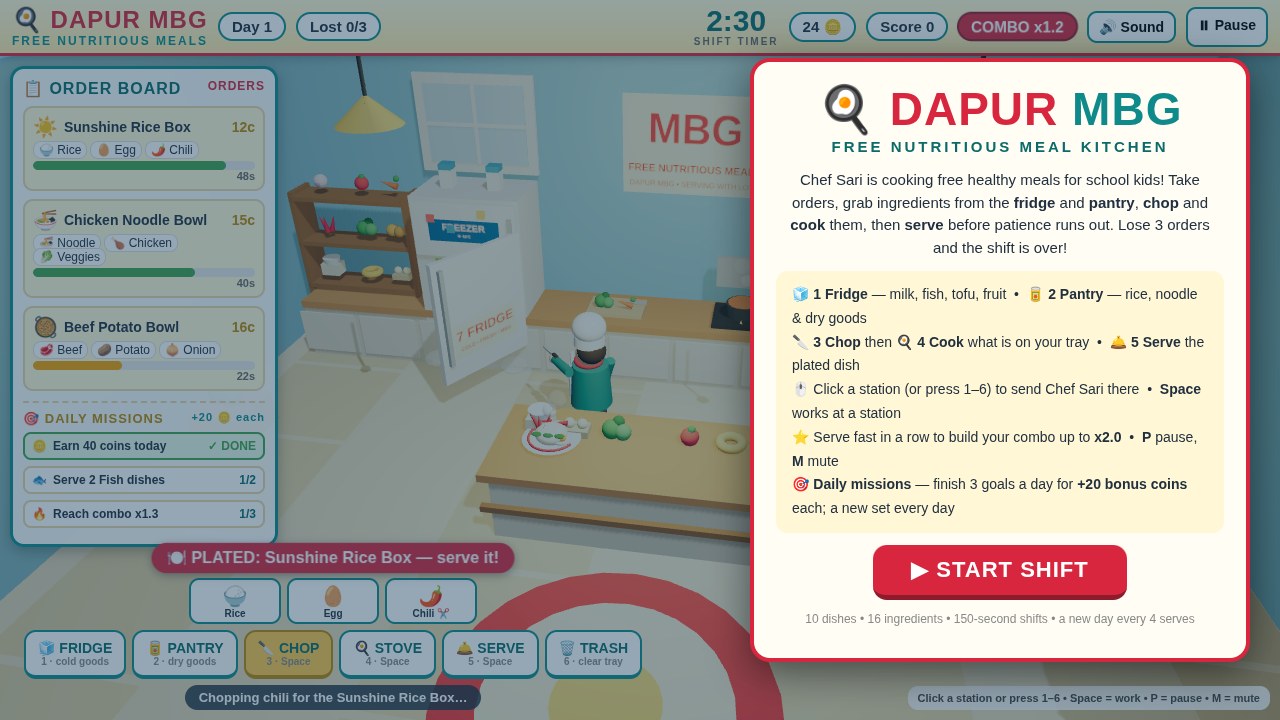 🍳 DAPUR MBG
FREE NUTRITIOUS MEALS
Day 1
Lost 0/3
2:30
SHIFT TIMER
24 🪙
Score 0
COMBO x1.2
🔊 Sound
⏸ Pause
📋 ORDER BOARD
ORDERS
Sunshine Rice Box 12c
🍚 Rice 🥚 Egg 🌶️ Chili
48s
Chicken Noodle Bowl 15c
🍜 Noodle 🍗 Chicken
🥬 Veggies
40s
Beef Potato Bowl 16c
🥩 Beef 🥔 Potato 🧅 Onion
22s
🎯 DAILY MISSIONS +20 🪙 each
🪙 Earn 40 coins today ✓ DONE
🐟 Serve 2 Fish dishes 1/2
🔥 Reach combo x1.3 1/3
MBG
FREE NUTRITIOUS MEA
FREEZER
7 FRIDGE
🍽️ PLATED: Sunshine Rice Box — serve it!
Rice
Egg
Chili ✂️
🧊 FRIDGE
1 · cold goods
🥫 PANTRY
2 · dry goods
🔪 CHOP
3 · Space
🍳 STOVE
4 · Space
🛎️ SERVE
5 · Space
🗑️ TRASH
6 · clear tray
Chopping chili for the Sunshine Rice Box…
🍳 DAPUR MBG
FREE NUTRITIOUS MEAL KITCHEN
Chef Sari is cooking free healthy meals for school kids! Take
orders, grab ingredients from the fridge and pantry, chop and
cook them, then serve before patience runs out. Lose 3 orders
and the shift is over!
🧊 1 Fridge — milk, fish, tofu, fruit • 🥫 2 Pantry — rice, noodle
& dry goods
🔪 3 Chop then 🍳 4 Cook what is on your tray • 🛎️ 5 Serve the
plated dish
🖱️ Click a station (or press 1–6) to send Chef Sari there • Space
works at a station
⭐ Serve fast in a row to build your combo up to x2.0 • P pause,
M mute
🎯 Daily missions — finish 3 goals a day for +20 bonus coins
each; a new set every day
▶ START SHIFT
10 dishes • 16 ingredients • 150-second shifts • a new day every 4 serves
Click a station or press 1–6 • Space = work • P = pause • M = mute